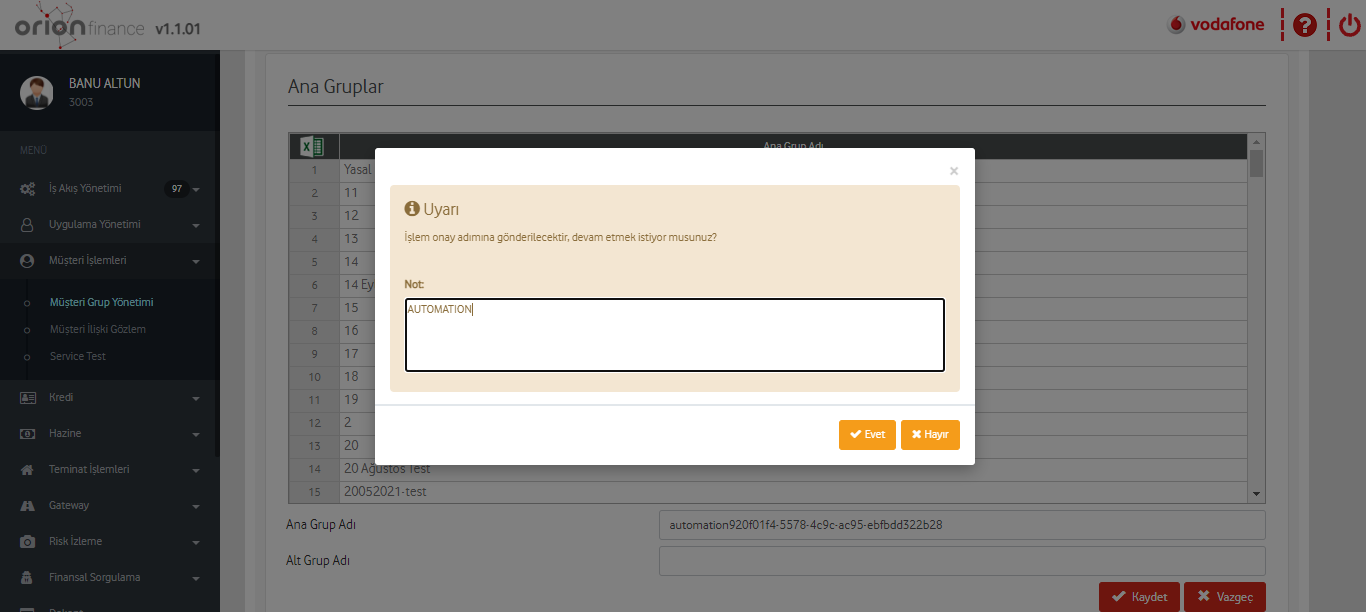 orionfinance v1.1.01
vodafone
BANU ALTUN
3003
MENÜ
İş Akış Yönetimi 97
Uygulama Yönetimi
Müşteri İşlemleri
Müşteri Grup Yönetimi
Müşteri İlişki Gözlem
Service Test
Kredi
Hazine
Teminat İşlemleri
Gateway
Risk İzleme
Finansal Sorgulama
Ana Gruplar
Ana Grup Adı
1 Yasal
2 11
3 12
4 13
5 14
6 14 Ey
7 15
8 16
9 17
10 18
11 19
12 2
13 20
14 20 Ağustos Test
15 20052021-test
×
Uyarı
İşlem onay adımına gönderilecektir, devam etmek istiyor musunuz?
Not:
AUTOMATION
Evet Hayır
Ana Grup Adı automation920f01f4-5578-4c9c-ac95-ebfbdd322b28
Alt Grup Adı
Kaydet Vazgeç